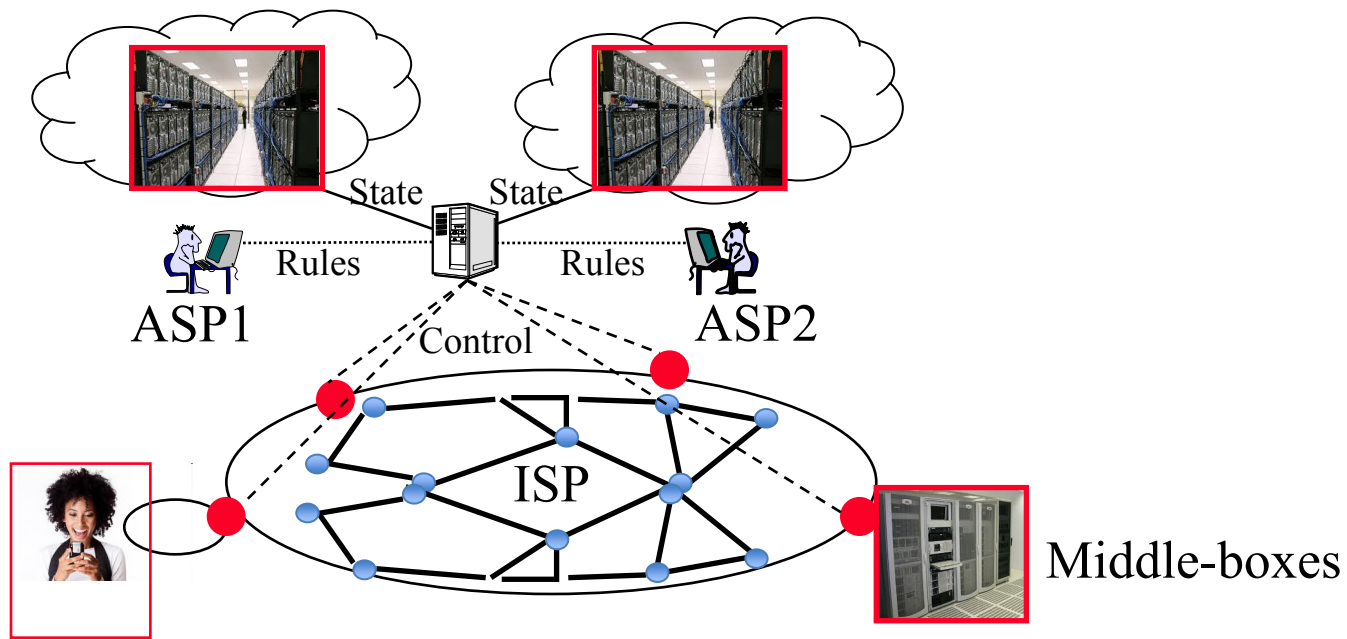 State
State
Rules
Rules
ASP1
ASP2
Control
ISP
Middle-boxes